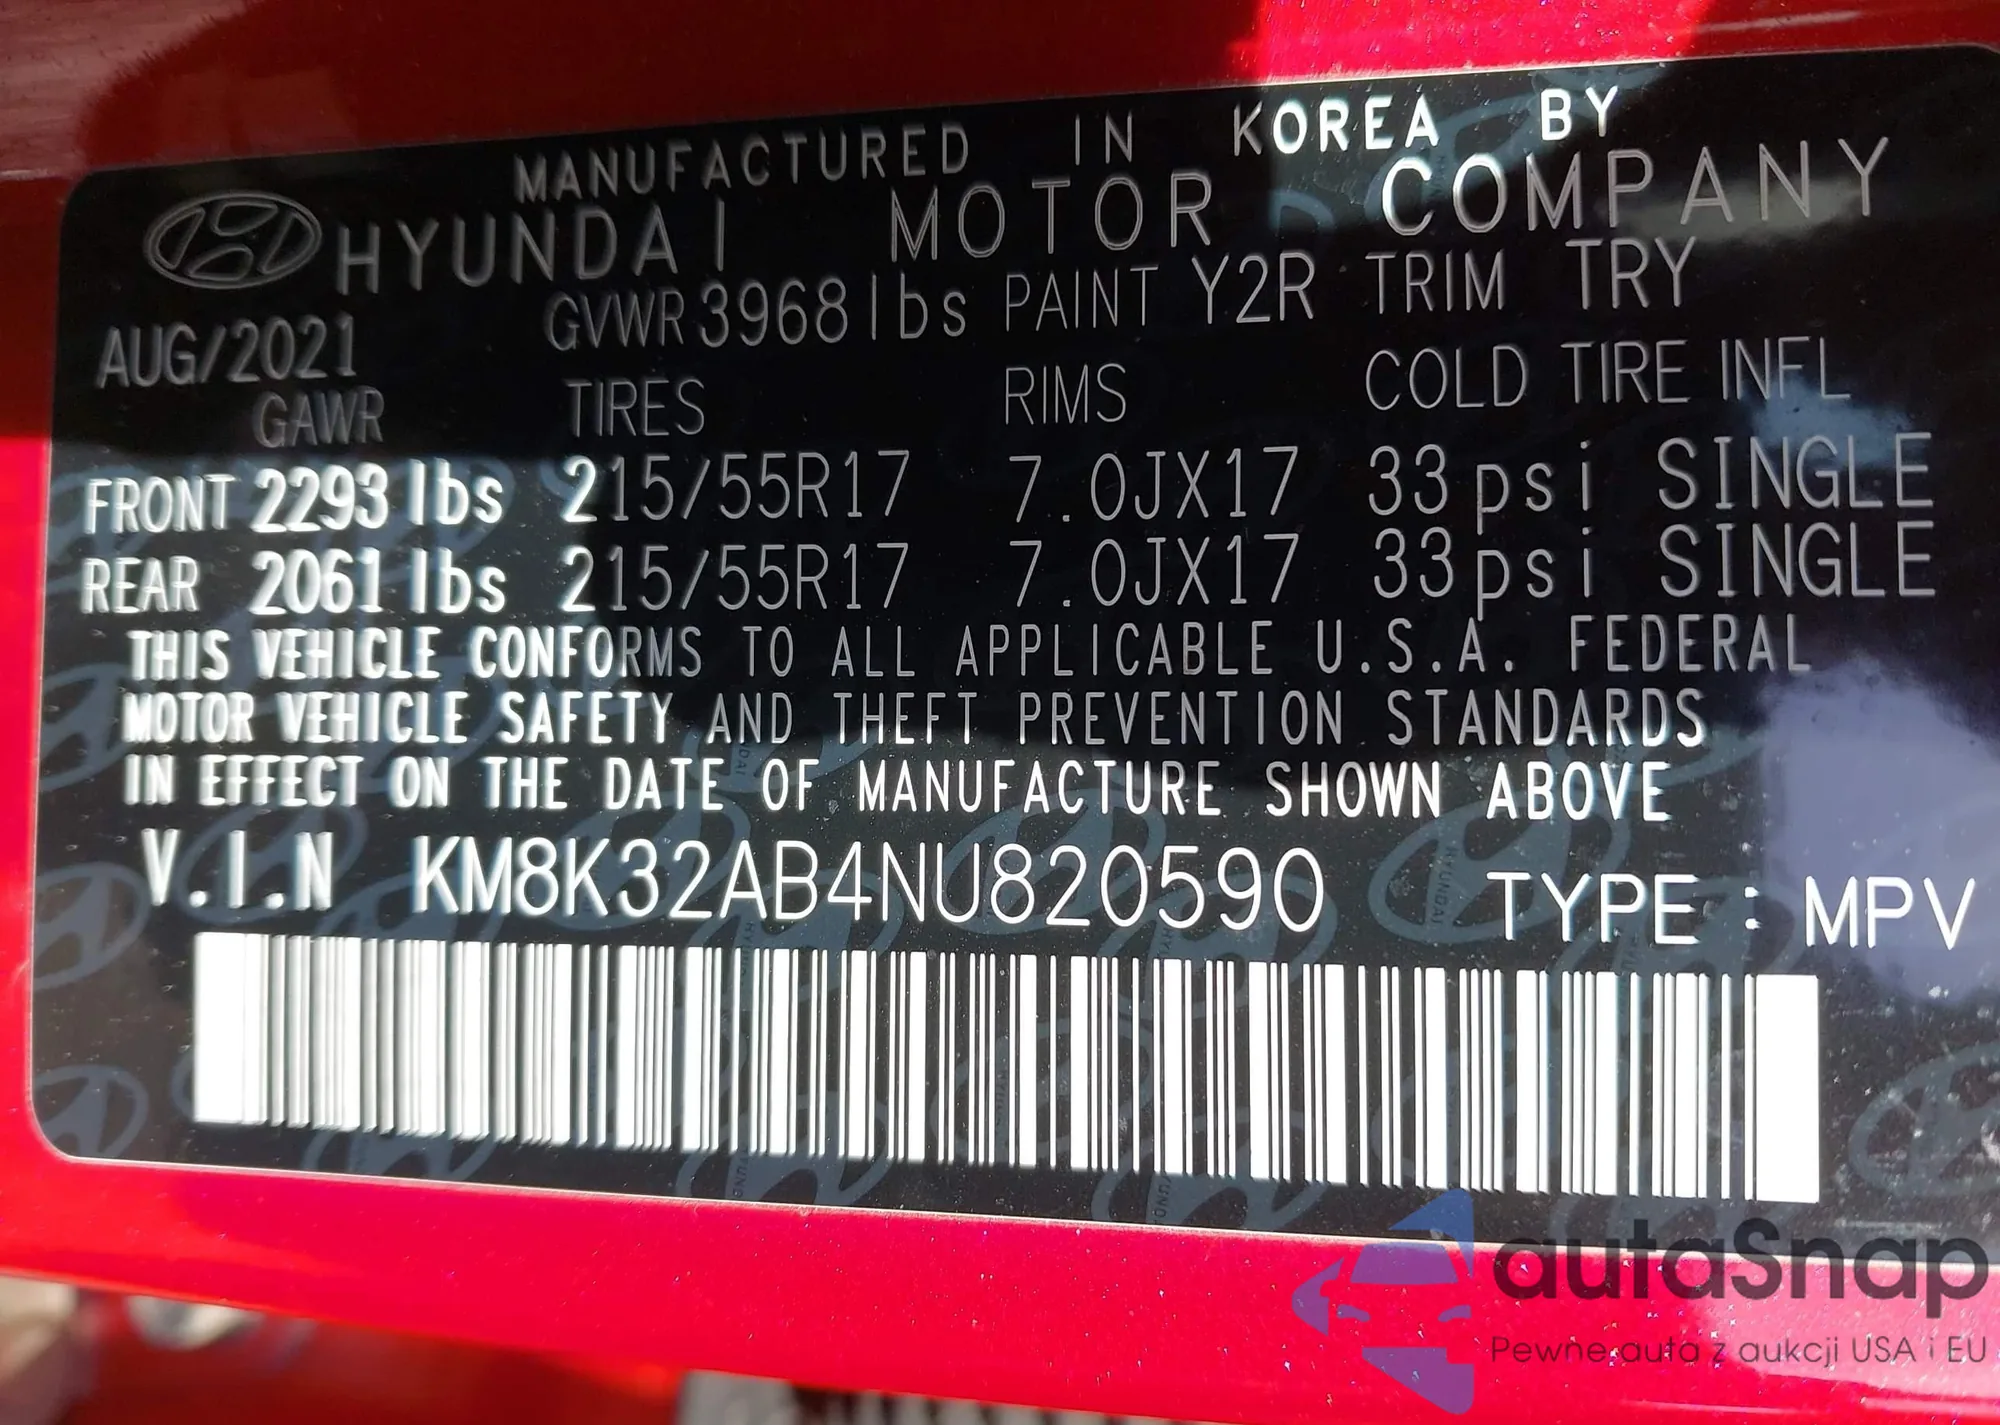 MANUFACTURED IN KOREA BY
HYUNDAI MOTOR COMPANY
AUG/2021 GVWR 3968 lbs PAINT Y2R TRIM TRY
GAWR TIRES RIMS COLD TIRE INFL
FRONT 2293 lbs 215/55R17 7.0JX17 33psi SINGLE
REAR 2061 lbs 215/55R17 7.0JX17 33psi SINGLE
THIS VEHICLE CONFORMS TO ALL APPLICABLE U.S.A. FEDERAL
MOTOR VEHICLE SAFETY AND THEFT PREVENTION STANDARDS
IN EFFECT ON THE DATE OF MANUFACTURE SHOWN ABOVE
V.I.N KM8K32AB4NU820590 TYPE : MPV
autaSnap
Pewne auta z aukcji USA i EU